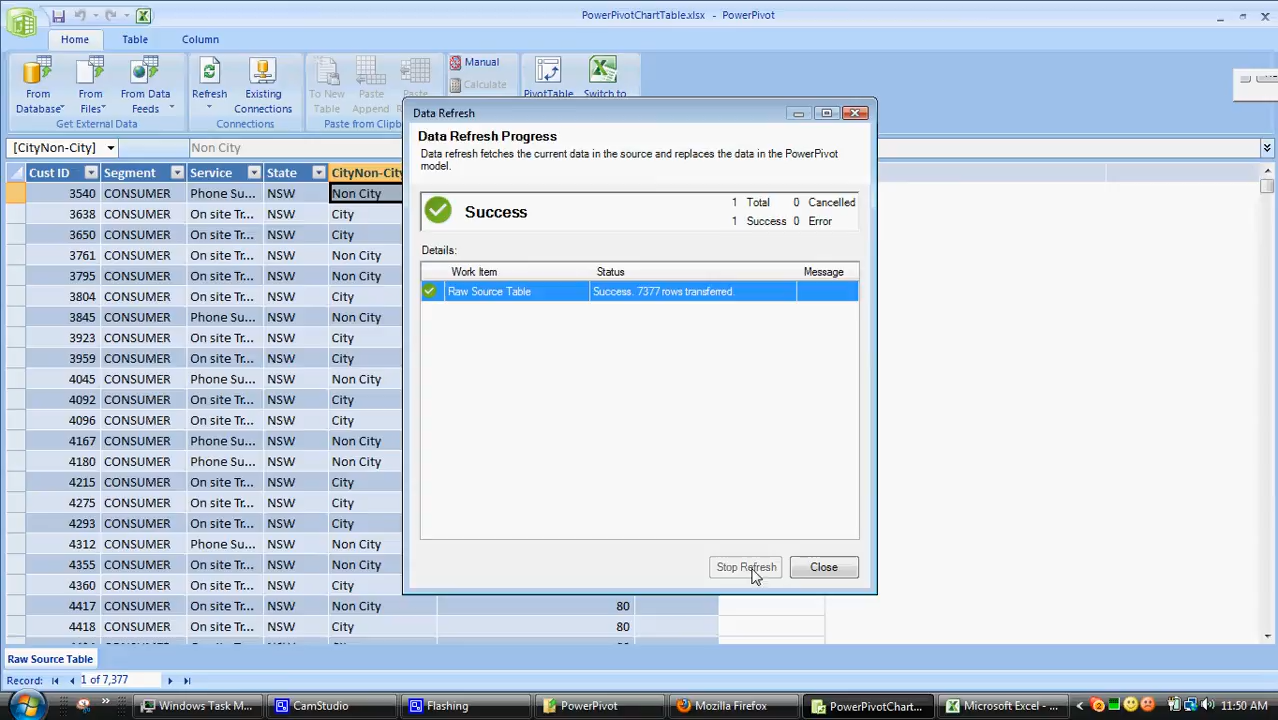 PowerPivotChartTable.xlsx - PowerPivot
Home Table Column
From Database From Files From Data Feeds Refresh Existing Connections To New Table Paste Append Paste Manual Calculate PivotTable Switch to
Get External Data Connections Paste from Clipb
[CityNon-City] Non City
Cust ID Segment Service State CityNon-City
3540 CONSUMER Phone Su... NSW Non City
3638 CONSUMER On site Tr... NSW City
3650 CONSUMER On site Tr... NSW City
3761 CONSUMER Phone Su... NSW Non City
3795 CONSUMER On site Tr... NSW Non City
3804 CONSUMER On site Tr... NSW City
3845 CONSUMER Phone Su... NSW Non City
3923 CONSUMER On site Tr... NSW City
3959 CONSUMER On site Tr... NSW City
4045 CONSUMER Phone Su... NSW Non City
4092 CONSUMER On site Tr... NSW City
4096 CONSUMER On site Tr... NSW City
4167 CONSUMER Phone Su... NSW Non City
4180 CONSUMER Phone Su... NSW Non City
4215 CONSUMER On site Tr... NSW City
4275 CONSUMER On site Tr... NSW City
4293 CONSUMER On site Tr... NSW City
4312 CONSUMER Phone Su... NSW Non City
4355 CONSUMER On site Tr... NSW Non City
4360 CONSUMER On site Tr... NSW City
4417 CONSUMER On site Tr... NSW Non City 80
4418 CONSUMER On site Tr... NSW City 80
Data Refresh
Data Refresh Progress
Data refresh fetches the current data in the source and replaces the data in the PowerPivot
model.
Success
1 Total 0 Cancelled
1 Success 0 Error
Details:
Work Item Status Message
Raw Source Table Success. 7377 rows transferred.
Stop Refresh Close
Raw Source Table
Record: 1 of 7,377
Windows Task M... CamStudio Flashing PowerPivot Mozilla Firefox PowerPivotChart... Microsoft Excel - ... 11:50 AM